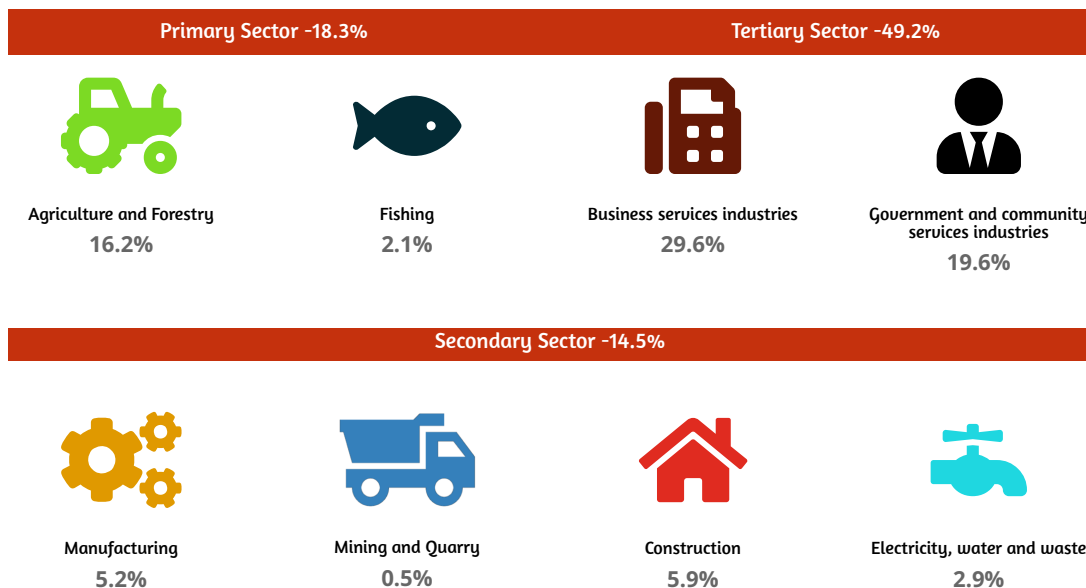 Primary Sector -18.3%
Tertiary Sector -49.2%
Agriculture and Forestry
16.2%
Fishing
2.1%
Business services industries
29.6%
Government and community
services industries
19.6%
Secondary Sector -14.5%
Manufacturing
5.2%
Mining and Quarry
0.5%
Construction
5.9%
Electricity, water and waste
2.9%